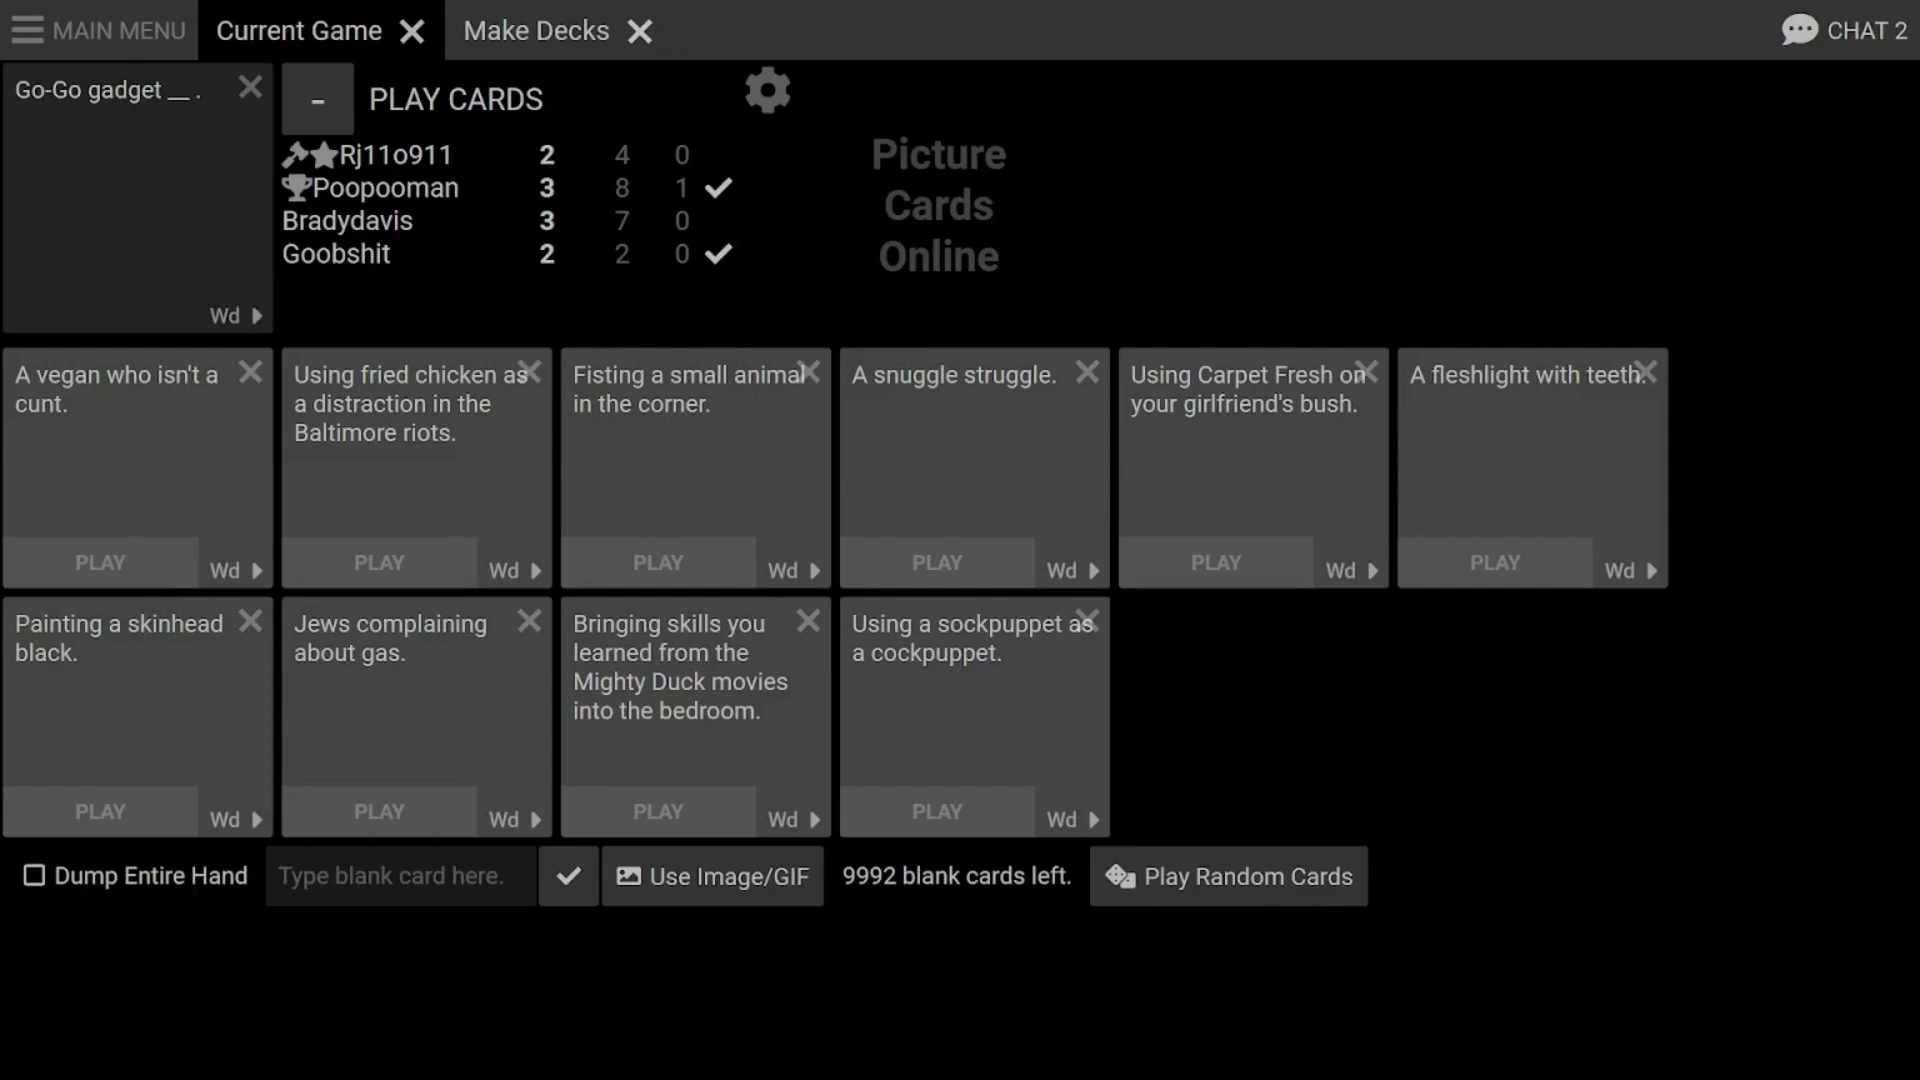 MAIN MENU
Current Game
Make Decks
CHAT 2
Go-Go gadget __ .
Wd
-
PLAY CARDS
Rj11o911 2 4 0
Poopooman 3 8 1
Bradydavis 3 7 0
Goobshit 2 2 0
Picture
Cards
Online
A vegan who isn't a
cunt.
PLAY
Wd
Using fried chicken as
a distraction in the
Baltimore riots.
PLAY
Wd
Fisting a small animal
in the corner.
PLAY
Wd
A snuggle struggle.
PLAY
Wd
Using Carpet Fresh on
your girlfriend's bush.
PLAY
Wd
A fleshlight with teeth.
PLAY
Wd
Painting a skinhead
black.
PLAY
Wd
Jews complaining
about gas.
PLAY
Wd
Bringing skills you
learned from the
Mighty Duck movies
into the bedroom.
PLAY
Wd
Using a sockpuppet as
a cockpuppet.
PLAY
Wd
Dump Entire Hand
Type blank card here.
Use Image/GIF
9992 blank cards left.
Play Random Cards